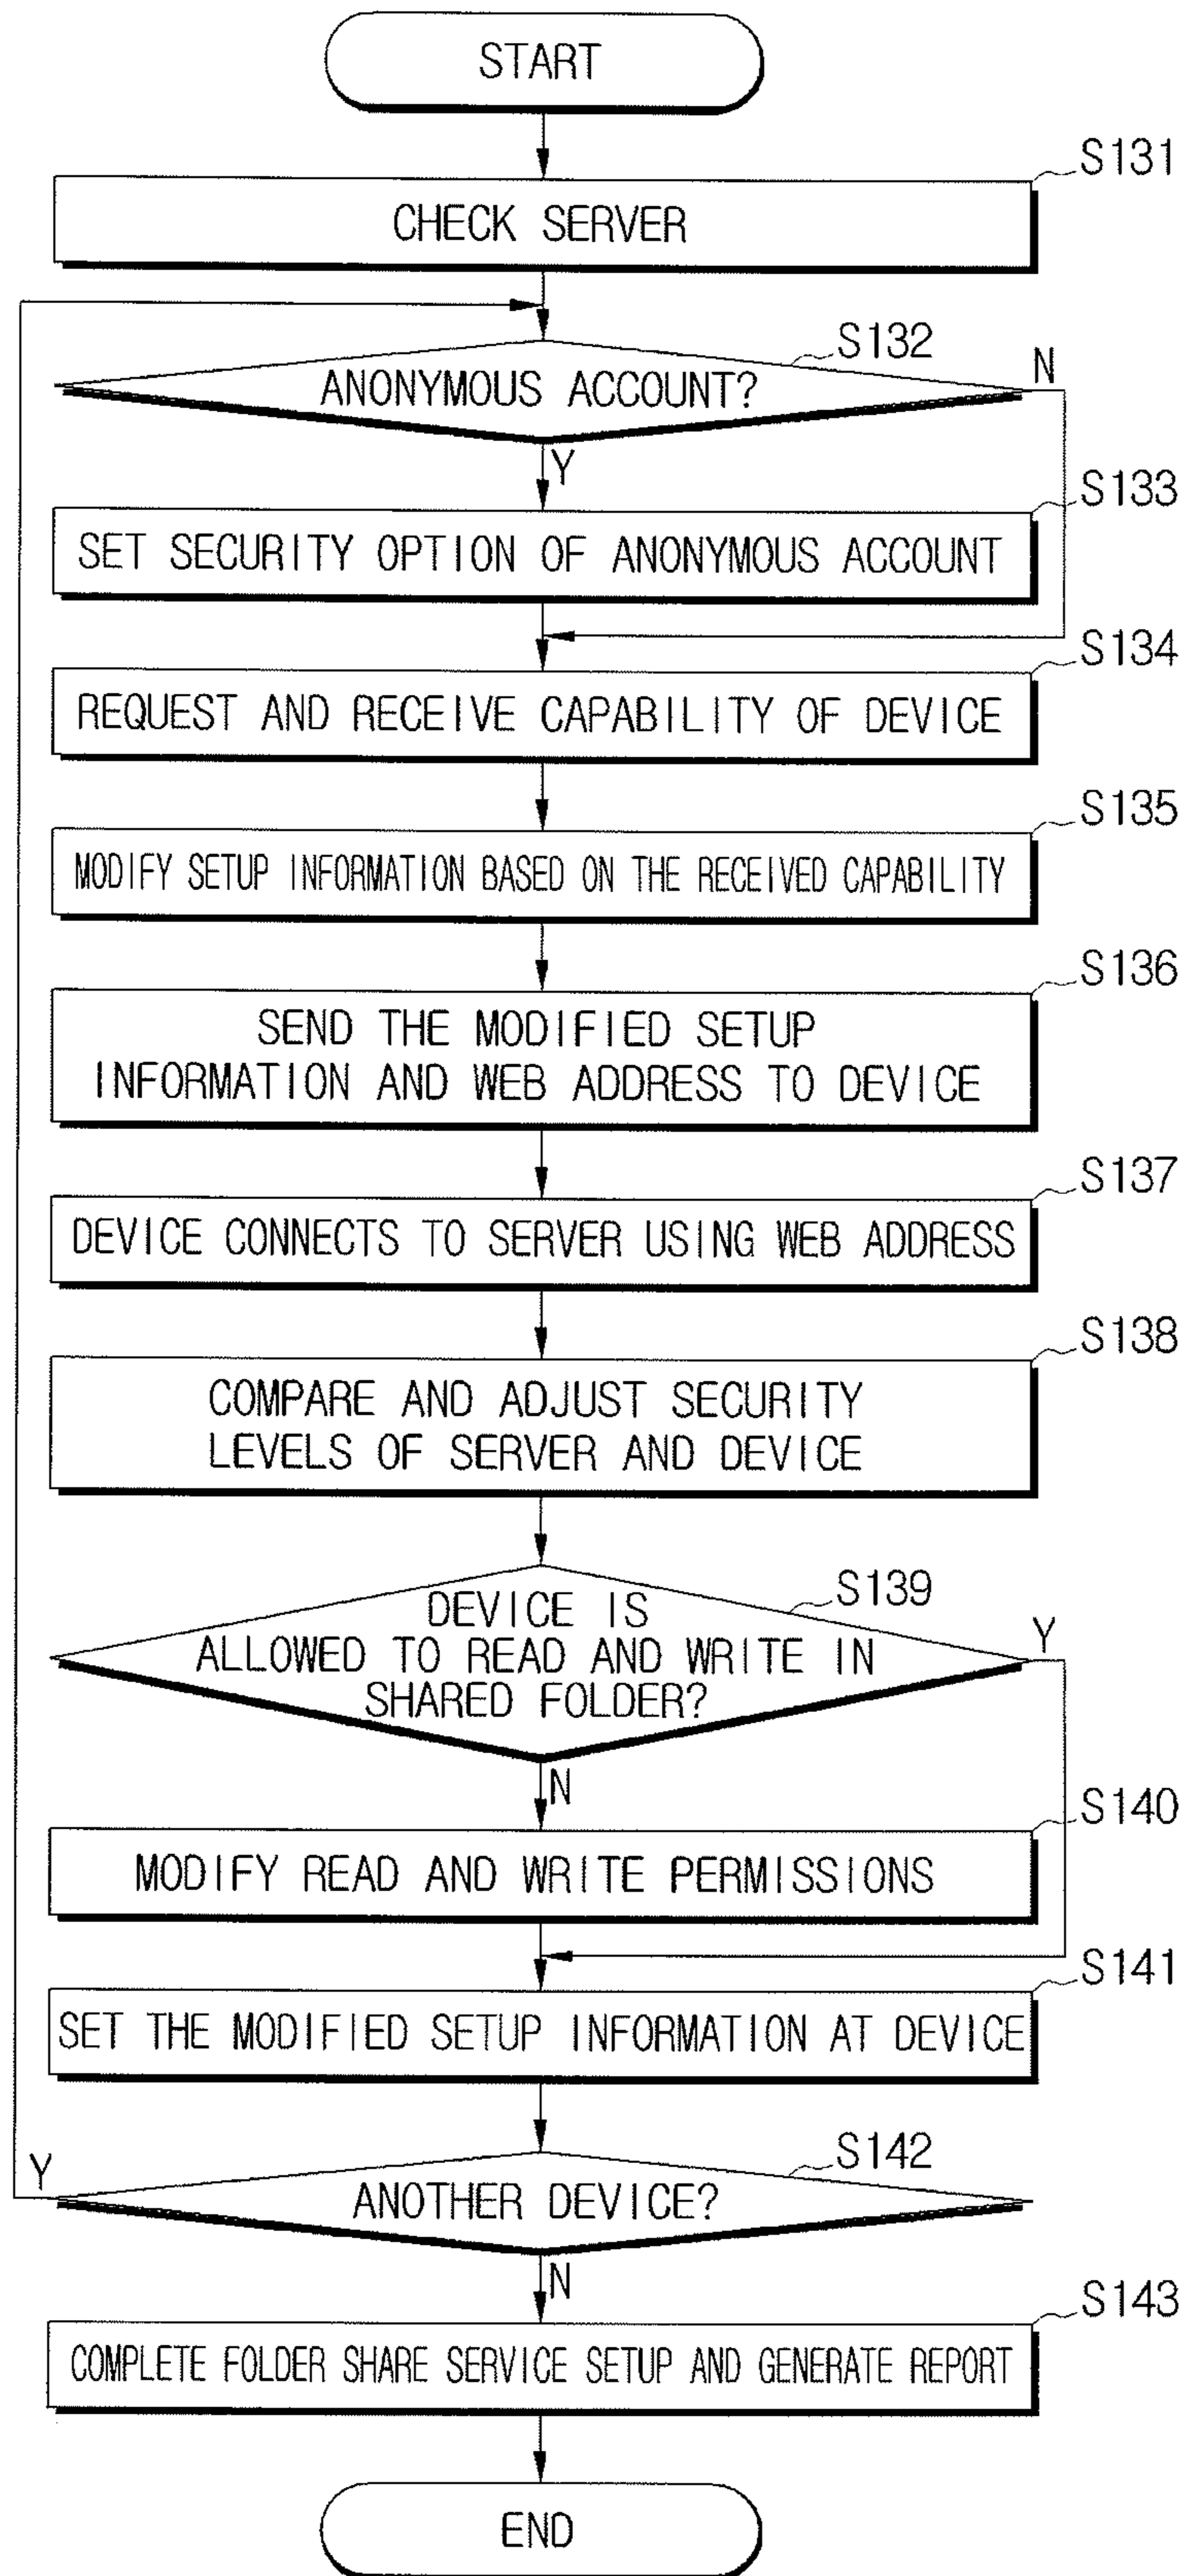 START
S131
CHECK SERVER
S132
N
ANONYMOUS ACCOUNT?
Y
S133
SET SECURITY OPTION OF ANONYMOUS ACCOUNT
S134
REQUEST AND RECEIVE CAPABILITY OF DEVICE
S135
MODIFY SETUP INFORMATION BASED ON THE RECEIVED CAPABILITY
S136
SEND THE MODIFIED SETUP
INFORMATION AND WEB ADDRESS TO DEVICE
S137
DEVICE CONNECTS TO SERVER USING WEB ADDRESS
S138
COMPARE AND ADJUST SECURITY
LEVELS OF SERVER AND DEVICE
S139
DEVICE IS
Y
ALLOWED TO READ AND WRITE IN
SHARED FOLDER?
N
S140
MODIFY READ AND WRITE PERMISSIONS
S141
SET THE MODIFIED SETUP INFORMATION AT DEVICE
S142
Y
ANOTHER DEVICE?
N
S143
COMPLETE FOLDER SHARE SERVICE SETUP AND GENERATE REPORT
END